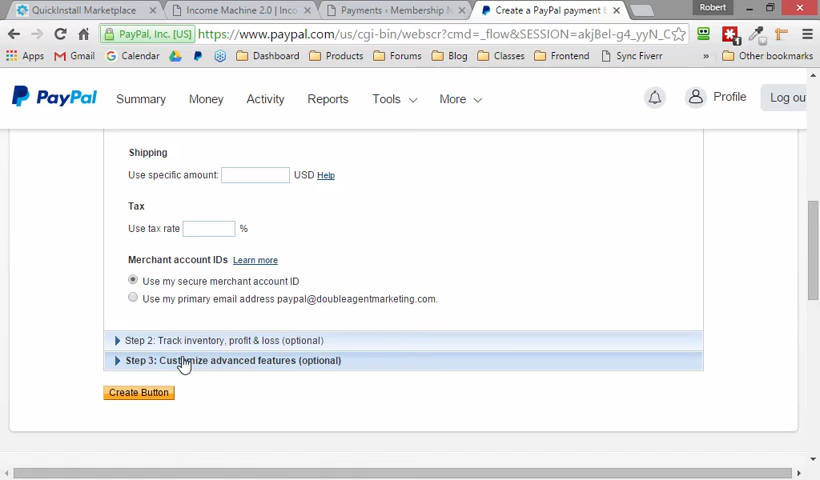 QuickInstall Marketplace
Income Machine 2.0 | Inco
Payments ‹ Membership
Create a PayPal payment
Robert
PayPal, Inc. [US]
https://www.paypal.com/us/cgi-bin/webscr?cmd=_flow&SESSION=akjBel-g4_yyN_C
Apps
Gmail
Google Calendar
Dashboard
Products
Forums
Blog
Classes
Frontend
Sync Fiverr
»
Other bookmarks
PayPal
Summary
Money
Activity
Reports
Tools
More
Profile
Log ou
Shipping
Use specific amount:
USD Help
Tax
Use tax rate
%
Merchant account IDs Learn more
Use my secure merchant account ID
Use my primary email address paypal@doubleagentmarketing.com.
Step 2: Track inventory, profit & loss (optional)
Step 3: Customize advanced features (optional)
Create Button